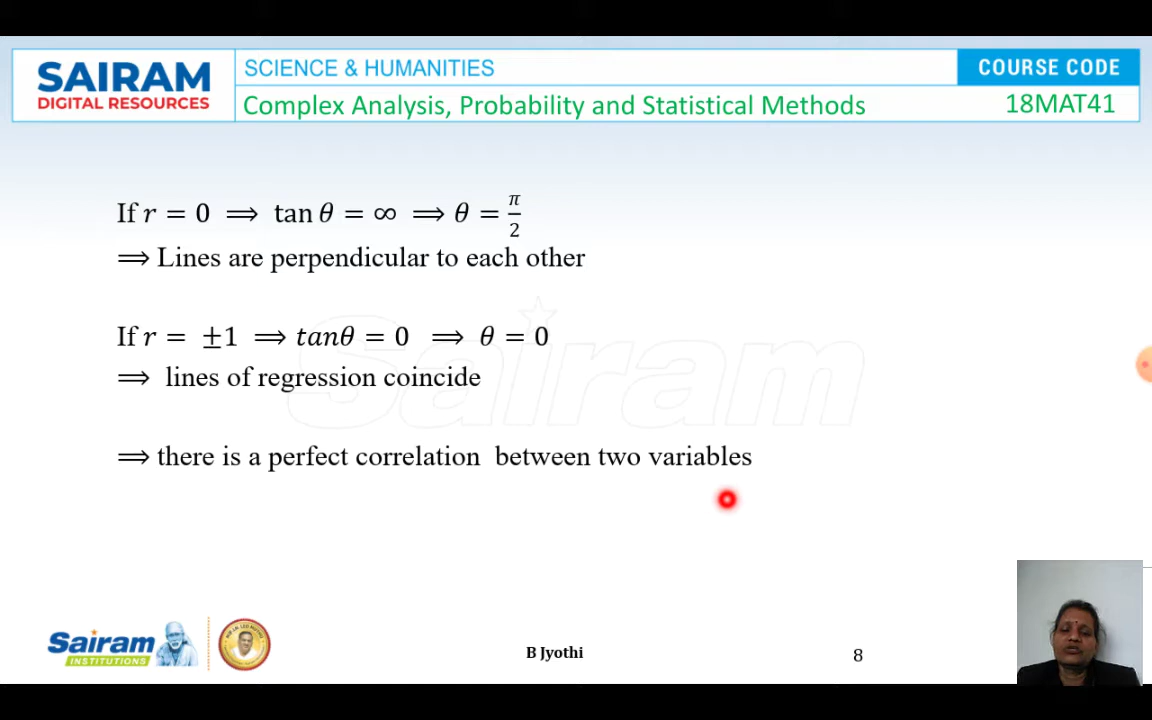 SAIRAM
DIGITAL RESOURCES
SCIENCE & HUMANITIES
COURSE CODE
Complex Analysis, Probability and Statistical Methods
18MAT41
If r = 0 ⟹ tan θ = ∞ ⟹ θ = π/2
⟹ Lines are perpendicular to each other
Sairam
If r = ±1 ⟹ tanθ = 0 ⟹ θ = 0
⟹ lines of regression coincide
⟹ there is a perfect correlation between two variables
Sairam
INSTITUTIONS
B Jyothi
8